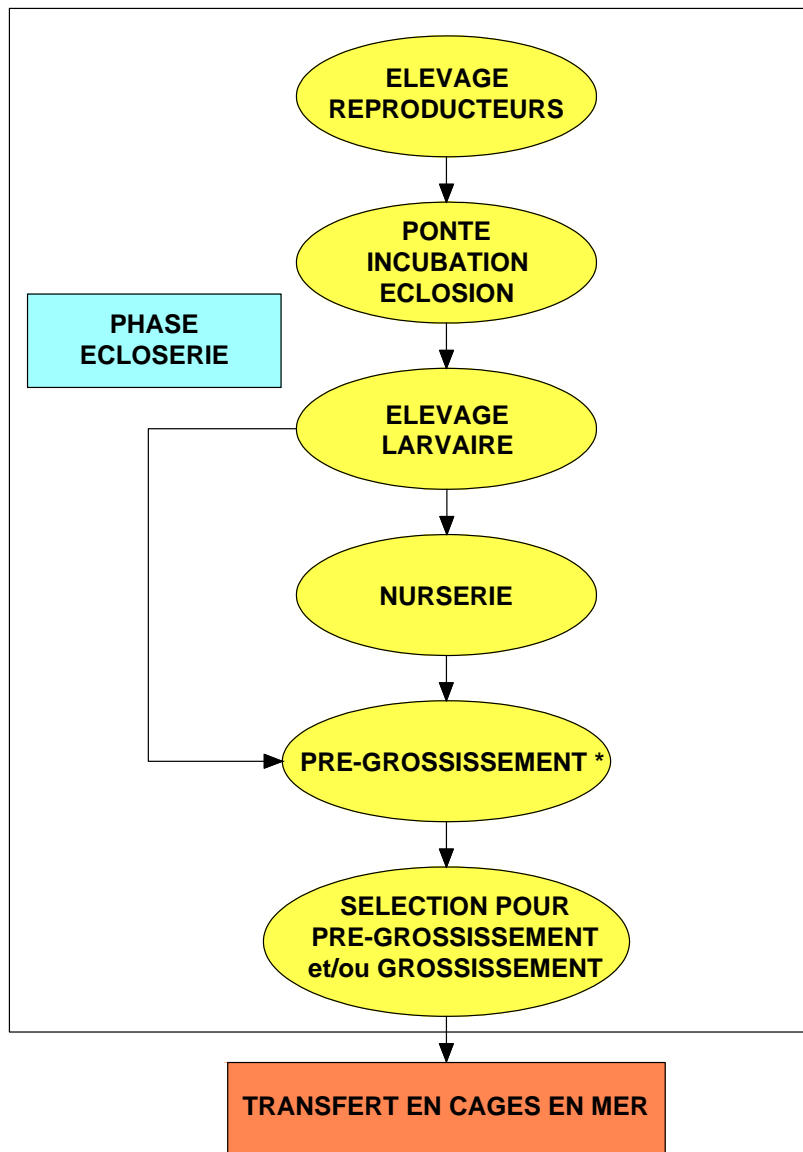 ELEVAGE
REPRODUCTEURS
PONTE
INCUBATION
ECLOSION
PHASE
ECLOSERIE
ELEVAGE
LARVAIRE
NURSERIE
PRE-GROSSISSEMENT *
SELECTION POUR
PRE-GROSSISSEMENT
et/ou GROSSISSEMENT
TRANSFERT EN CAGES EN MER